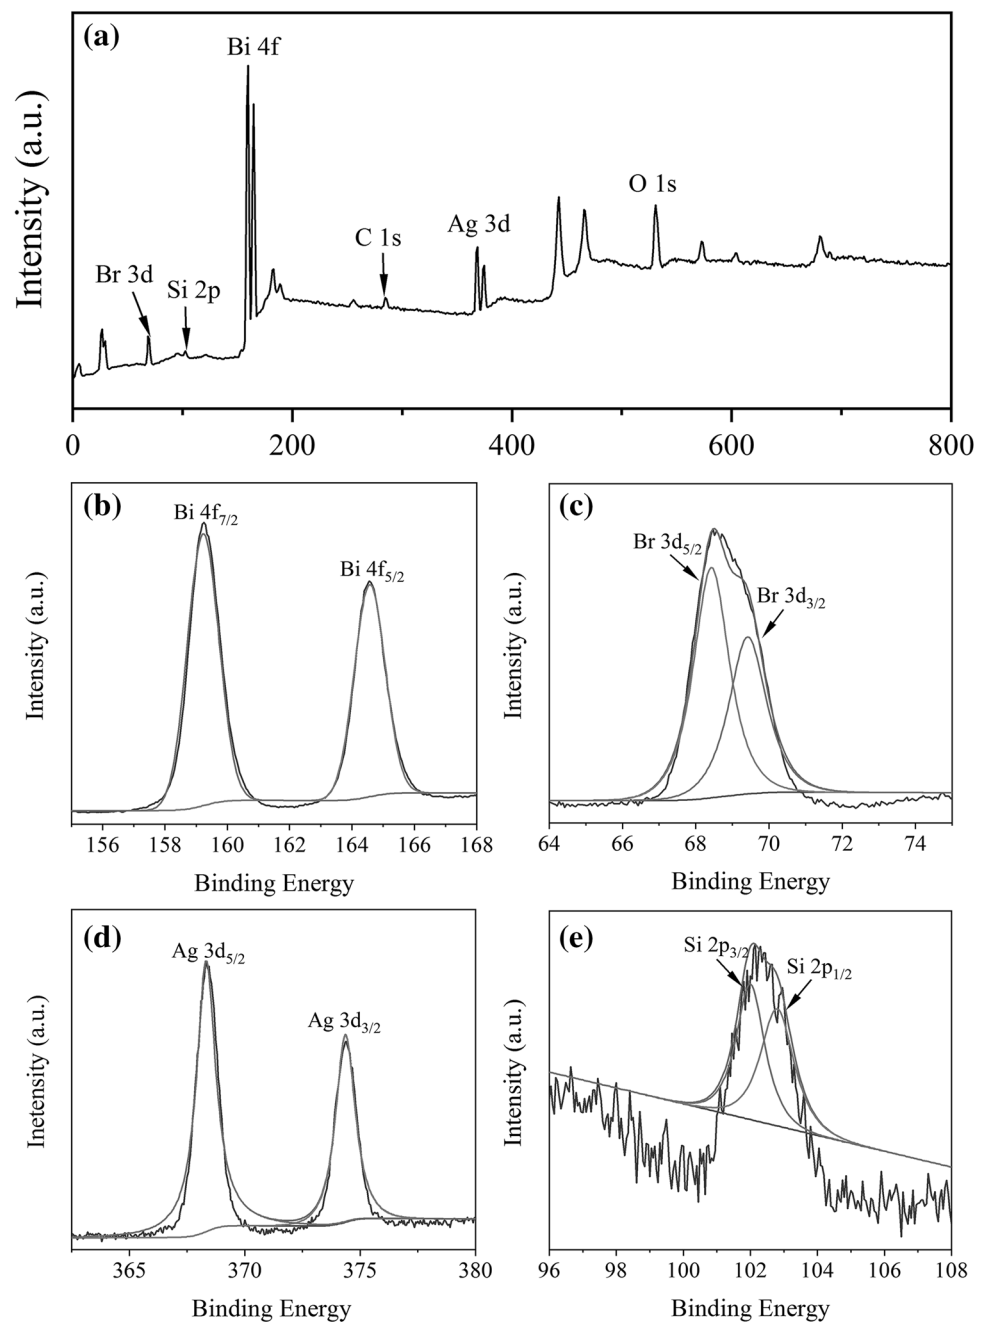 (a)
Bi 4f
O 1s
Ag 3d
C 1s
Br 3d
Si 2p
Intensity (a.u.)
0 200 400 600 800
(b)
Bi 4f7/2
Bi 4f5/2
Intensity (a.u.)
156 158 160 162 164 166 168
Binding Energy
(c)
Br 3d5/2
Br 3d3/2
Intensity (a.u.)
64 66 68 70 72 74
Binding Energy
(d)
Ag 3d5/2
Ag 3d3/2
Inetensity (a.u.)
365 370 375 380
Binding Energy
(e)
Si 2p3/2
Si 2p1/2
Intensity (a.u.)
96 98 100 102 104 106 108
Binding Energy